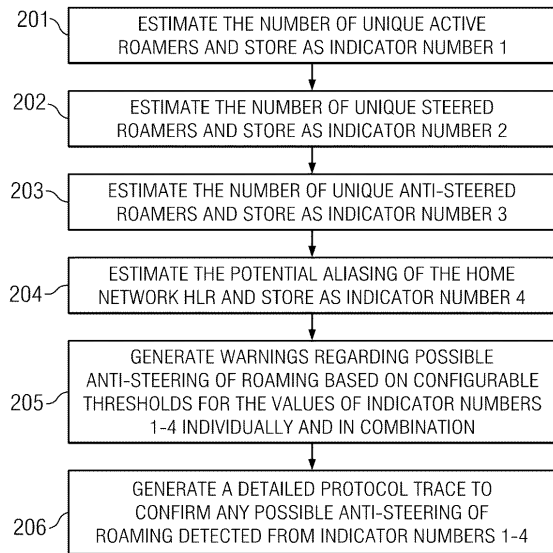 201
ESTIMATE THE NUMBER OF UNIQUE ACTIVE
ROAMERS AND STORE AS INDICATOR NUMBER 1
202
ESTIMATE THE NUMBER OF UNIQUE STEERED
ROAMERS AND STORE AS INDICATOR NUMBER 2
203
ESTIMATE THE NUMBER OF UNIQUE ANTI-STEERED
ROAMERS AND STORE AS INDICATOR NUMBER 3
204
ESTIMATE THE POTENTIAL ALIASING OF THE HOME
NETWORK HLR AND STORE AS INDICATOR NUMBER 4
205
GENERATE WARNINGS REGARDING POSSIBLE
ANTI-STEERING OF ROAMING BASED ON CONFIGURABLE
THRESHOLDS FOR THE VALUES OF INDICATOR NUMBERS
1-4 INDIVIDUALLY AND IN COMBINATION
206
GENERATE A DETAILED PROTOCOL TRACE TO
CONFIRM ANY POSSIBLE ANTI-STEERING OF
ROAMING DETECTED FROM INDICATOR NUMBERS 1-4